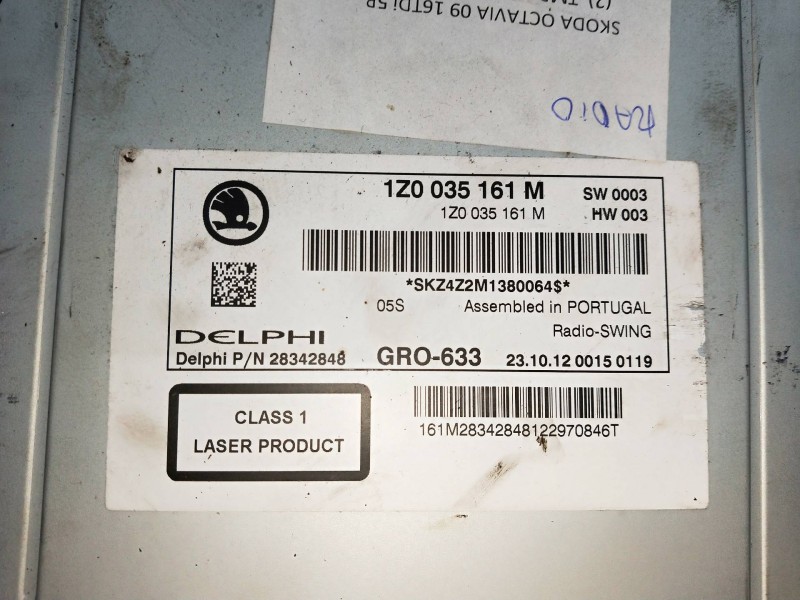 (2)
SKODA OCTAVIA 09 16TDi 5P
RADIO
1Z0 035 161 M SW 0003
1Z0 035 161 M HW 003
*SKZ4Z2M1380064$*
05S Assembled in PORTUGAL
Radio-SWING
DELPHI
Delphi P/N 28342848 GRO-633 23.10.12 0015 0119
CLASS 1
LASER PRODUCT
161M28342848122970846T